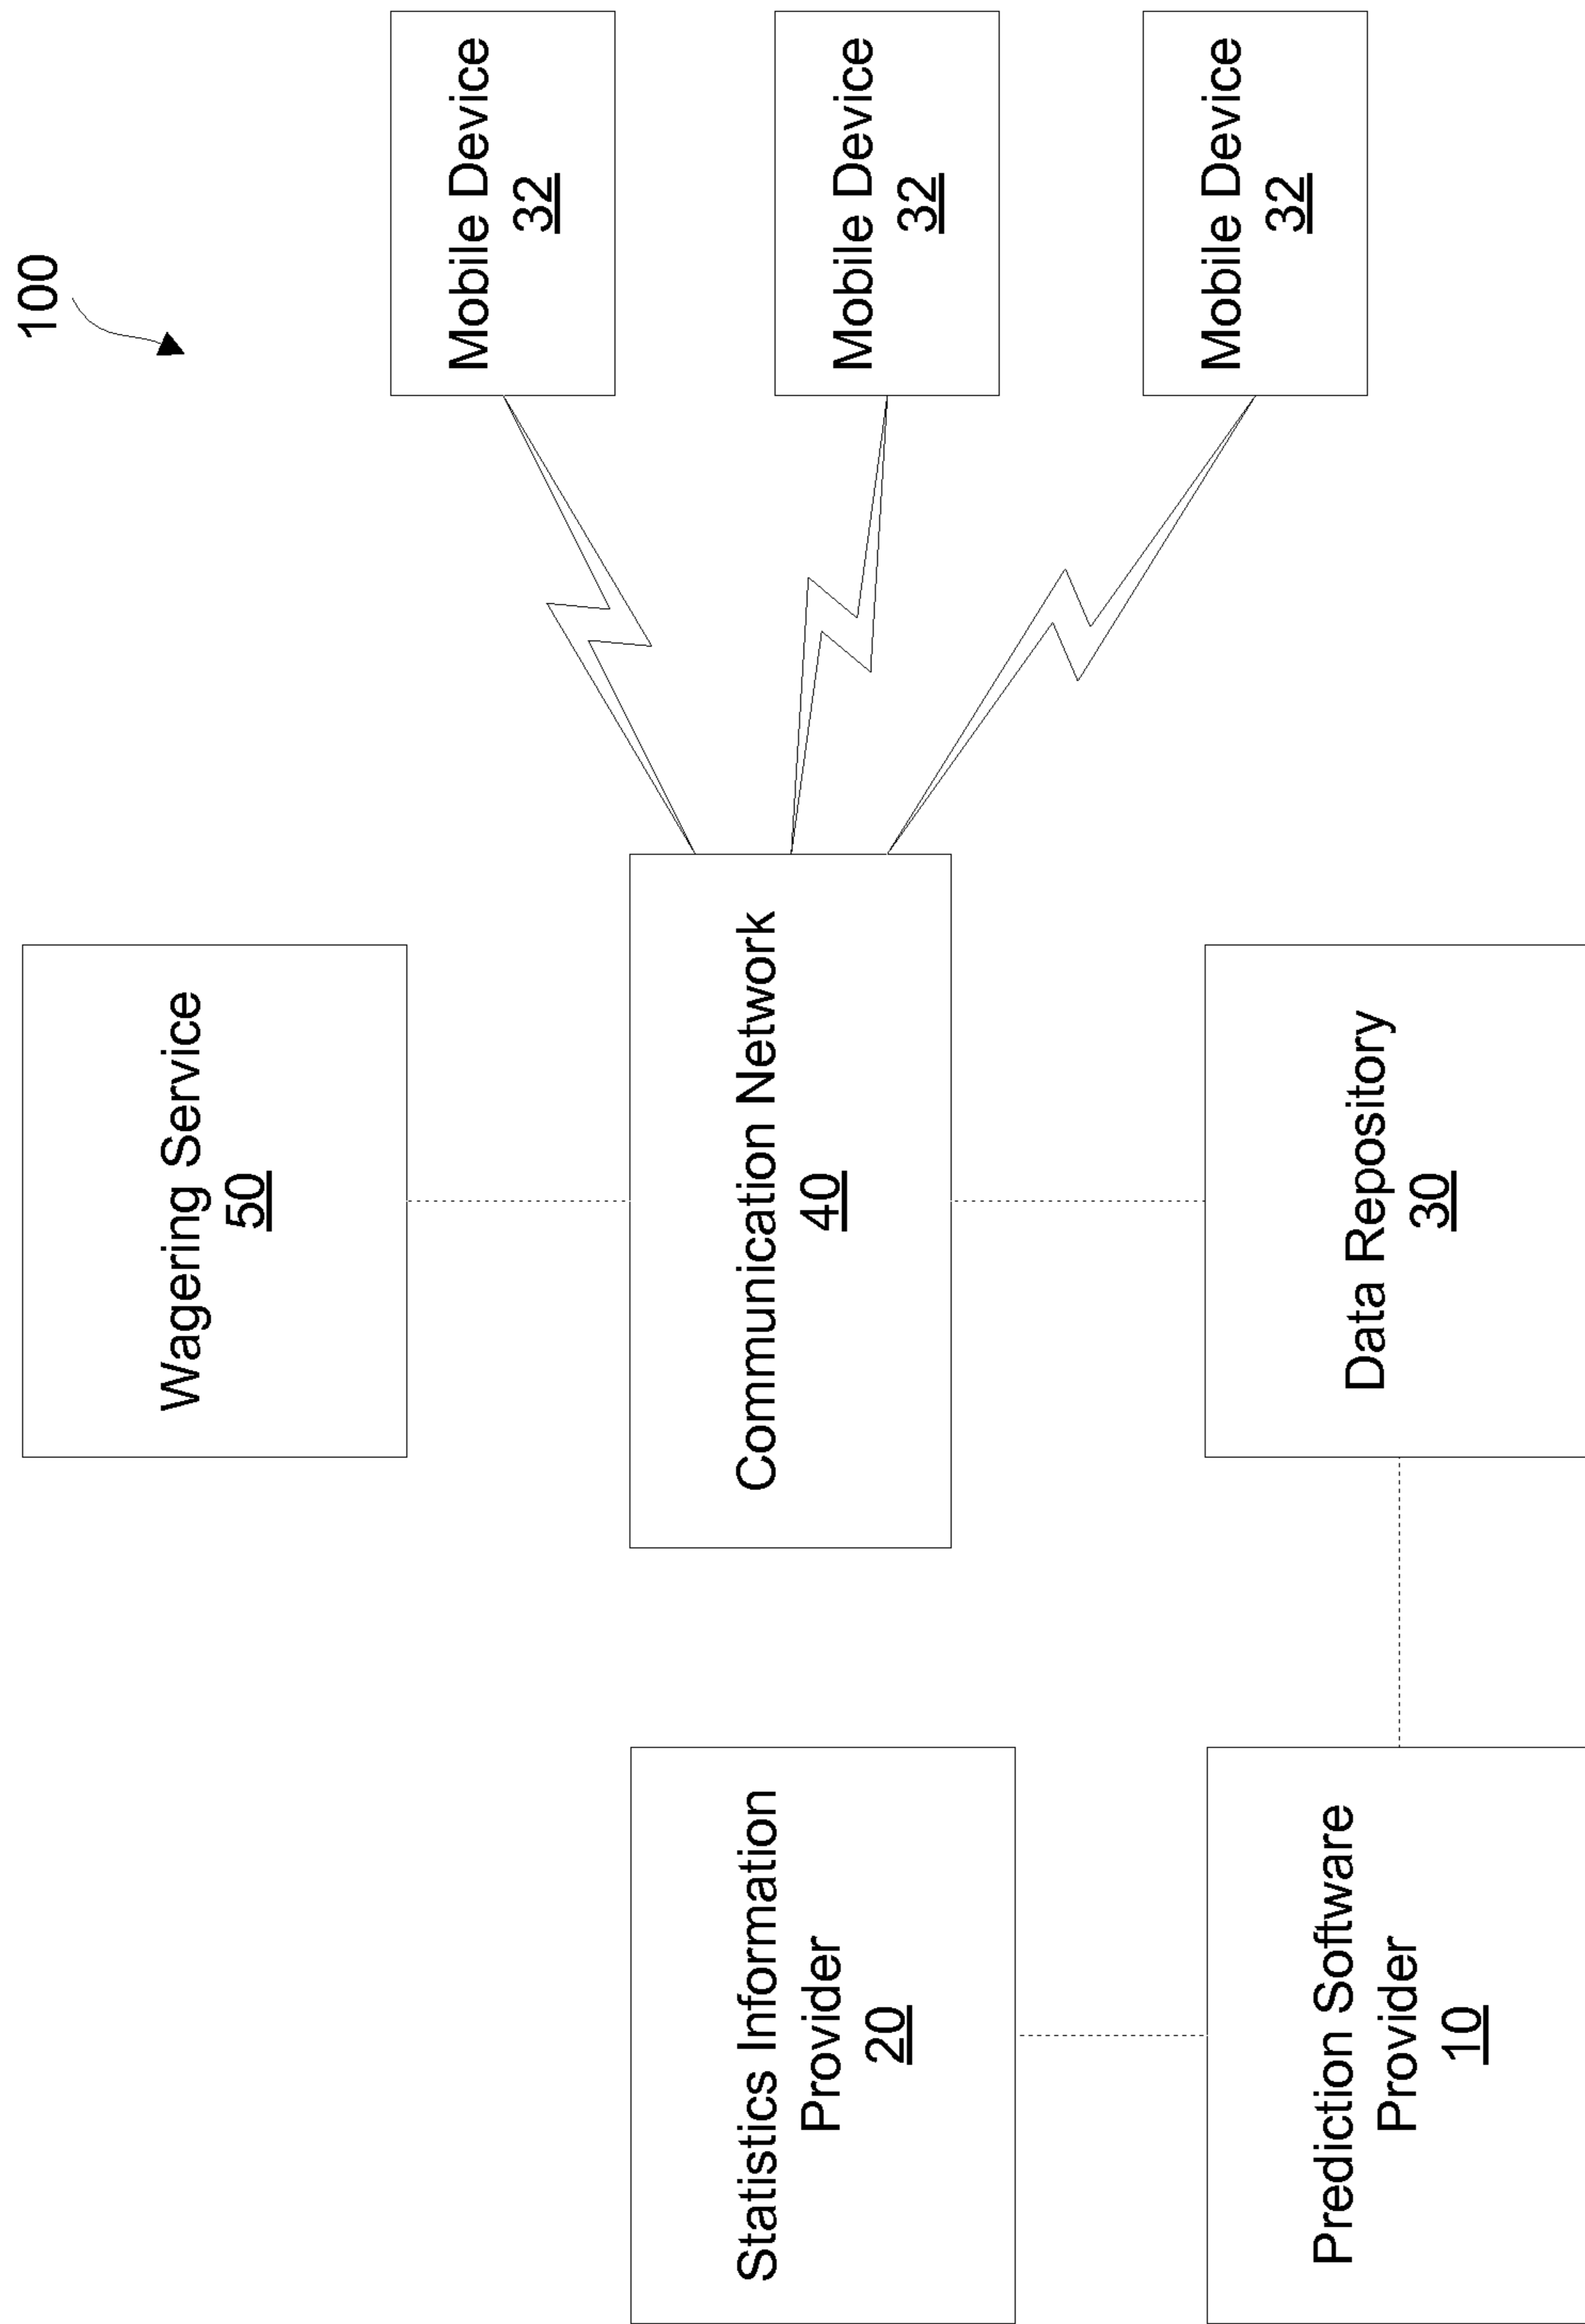 100
Wagering Service
50
Mobile Device
32
Statistics Information
Provider
20
Communication Network
40
Mobile Device
32
Prediction Software
Provider
10
Data Repository
30
Mobile Device
32